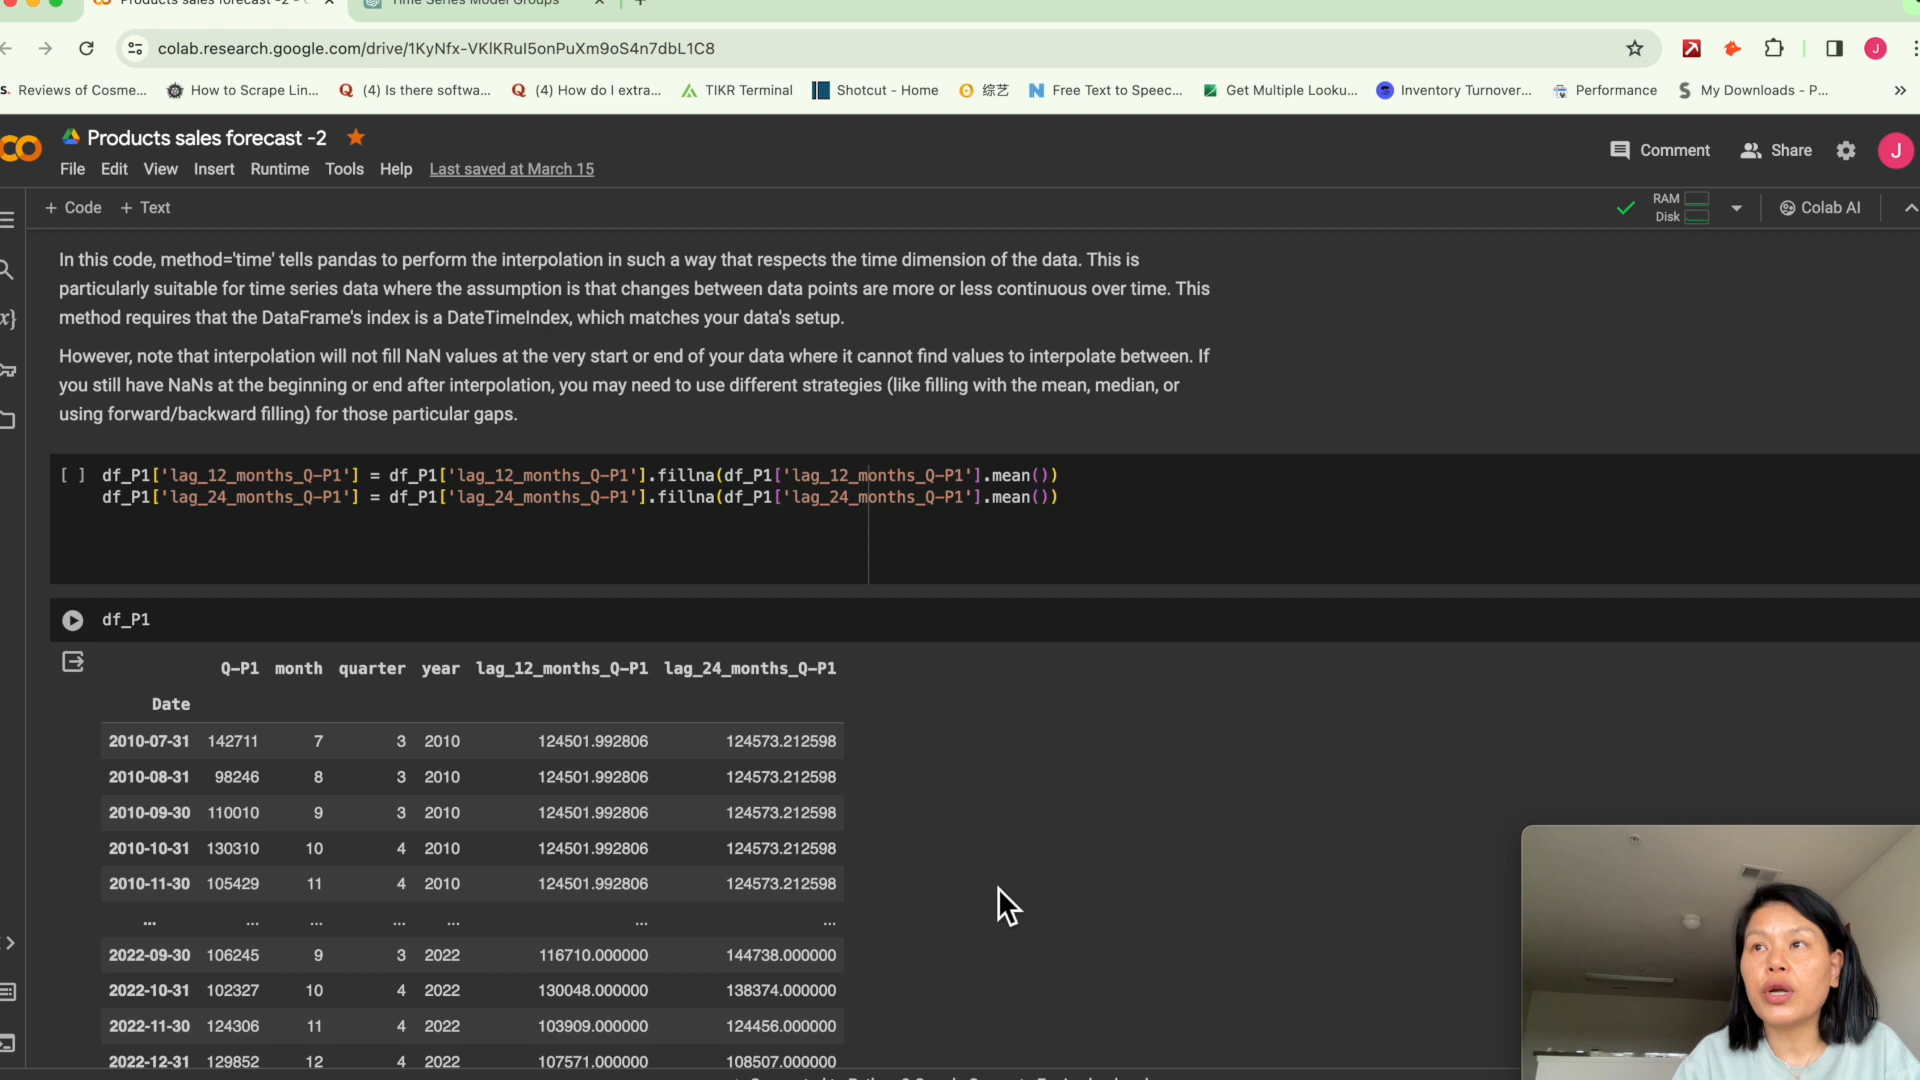 Products sales forecast -2 -
Time Series Model Groups
colab.research.google.com/drive/1KyNfx-VKlKRuI5onPuXm9oS4n7dbL1C8
J
s. Reviews of Cosme...
How to Scrape Lin...
(4) Is there softwa...
(4) How do I extra...
TIKR Terminal
Shotcut - Home
综艺
Free Text to Speec...
Get Multiple Looku...
Inventory Turnover...
Performance
My Downloads - P...
Products sales forecast -2
Comment
Share
J
File Edit View Insert Runtime Tools Help Last saved at March 15
+ Code + Text
RAM
Disk
Colab AI
In this code, method='time' tells pandas to perform the interpolation in such a way that respects the time dimension of the data. This is
particularly suitable for time series data where the assumption is that changes between data points are more or less continuous over time. This
method requires that the DataFrame's index is a DateTimeIndex, which matches your data's setup.
However, note that interpolation will not fill NaN values at the very start or end of your data where it cannot find values to interpolate between. If
you still have NaNs at the beginning or end after interpolation, you may need to use different strategies (like filling with the mean, median, or
using forward/backward filling) for those particular gaps.
[ ] df_P1['lag_12_months_Q-P1'] = df_P1['lag_12_months_Q-P1'].fillna(df_P1['lag_12_months_Q-P1'].mean())
df_P1['lag_24_months_Q-P1'] = df_P1['lag_24_months_Q-P1'].fillna(df_P1['lag_24_months_Q-P1'].mean())
df_P1
Q-P1 month quarter year lag_12_months_Q-P1 lag_24_months_Q-P1
Date
2010-07-31 142711 7 3 2010 124501.992806 124573.212598
2010-08-31 98246 8 3 2010 124501.992806 124573.212598
2010-09-30 110010 9 3 2010 124501.992806 124573.212598
2010-10-31 130310 10 4 2010 124501.992806 124573.212598
2010-11-30 105429 11 4 2010 124501.992806 124573.212598
... ... ... ... ... ... ...
2022-09-30 106245 9 3 2022 116710.000000 144738.000000
2022-10-31 102327 10 4 2022 130048.000000 138374.000000
2022-11-30 124306 11 4 2022 103909.000000 124456.000000
2022-12-31 129852 12 4 2022 107571.000000 108507.000000